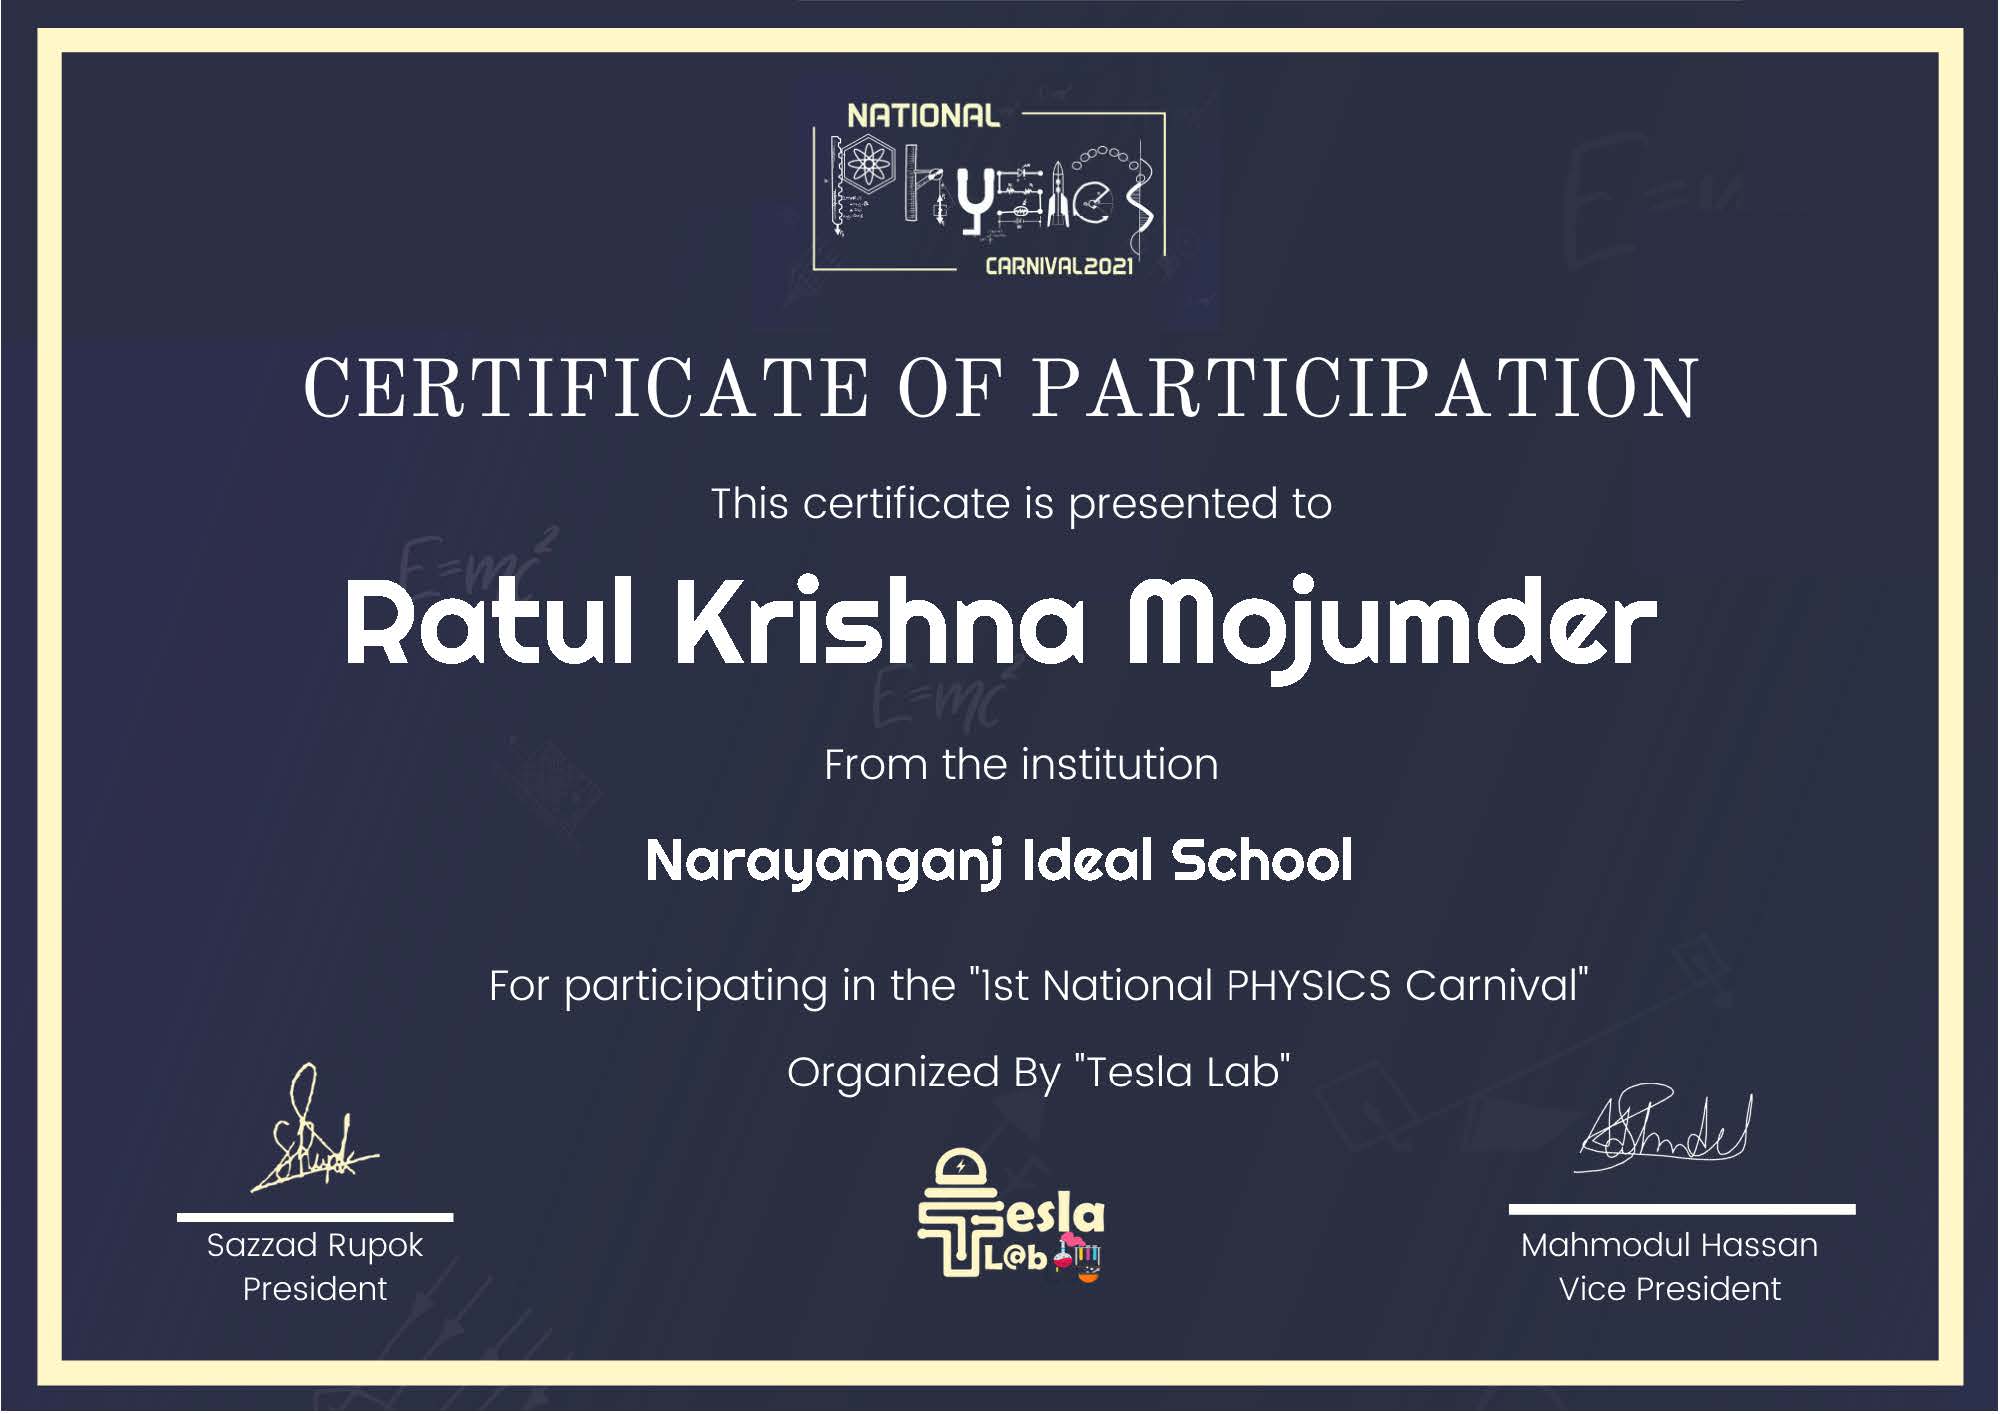 NATIONAL
Physics
CARNIVAL2021
CERTIFICATE OF PARTICIPATION
This certificate is presented to
E=mc²
Ratul Krishna Mojumder
E=mc²
From the institution
Narayanganj Ideal School
For participating in the "1st National PHYSICS Carnival"
Organized By "Tesla Lab"
Tesla
L@b
Sazzad Rupok
President
Mahmodul Hassan
Vice President